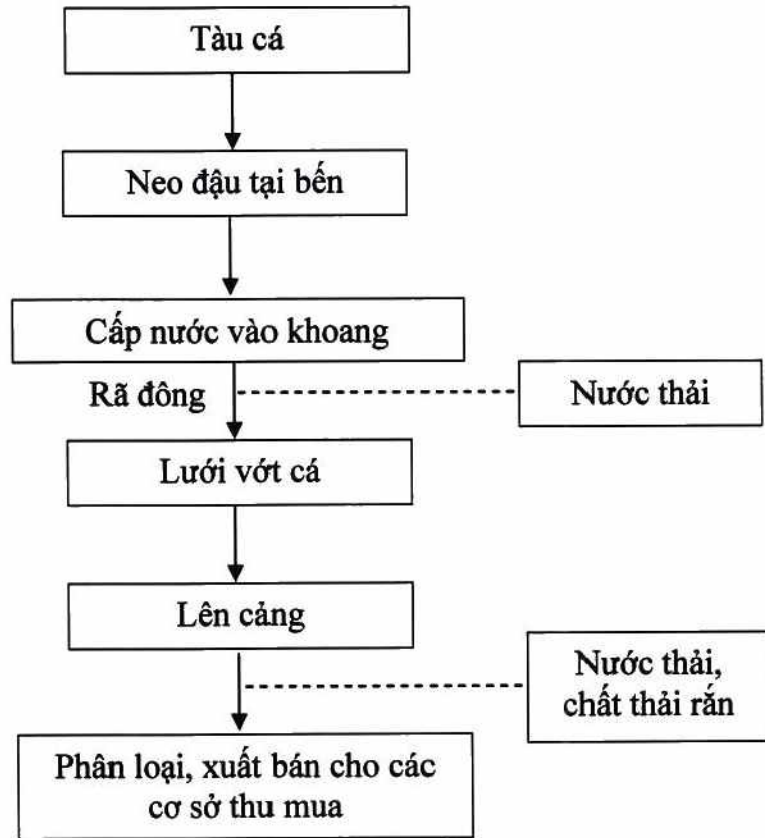 Tàu cá
Neo đậu tại bến
Cấp nước vào khoang
Rã đông
Nước thải
Lưới vớt cá
Lên cảng
Nước thải,
chất thải rắn
Phân loại, xuất bán cho các
cơ sở thu mua